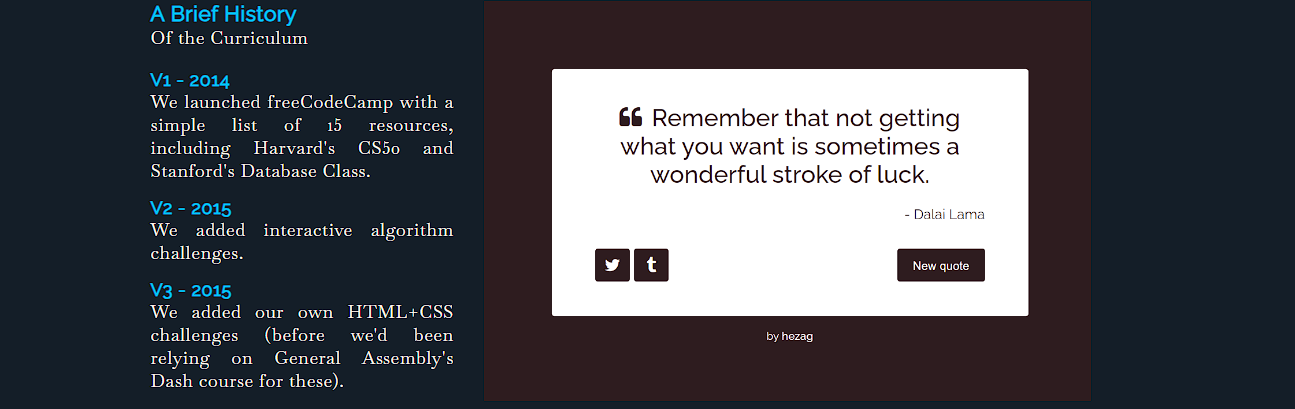 A Brief History
Of the Curriculum
V1 - 2014
We launched freeCodeCamp with a
simple list of 15 resources,
including Harvard's CS50 and
Stanford's Database Class.
V2 - 2015
We added interactive algorithm
challenges.
V3 - 2015
We added our own HTML+CSS
challenges (before we'd been
relying on General Assembly's
Dash course for these).
“ Remember that not getting
what you want is sometimes a
wonderful stroke of luck.
- Dalai Lama
New quote
by hezag